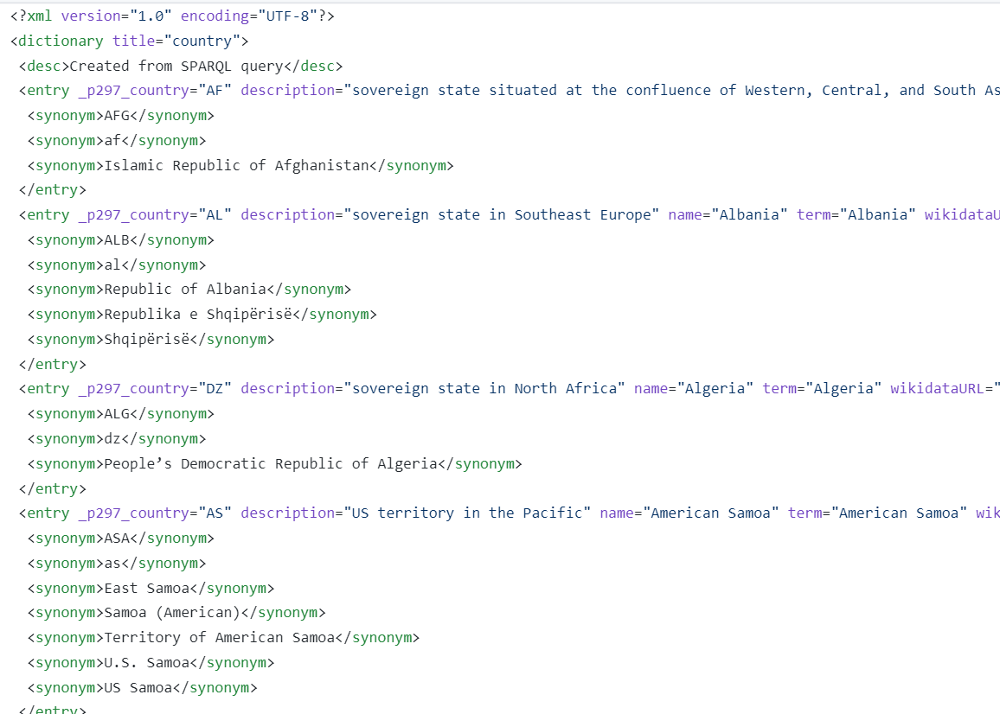 <?xml version="1.0" encoding="UTF-8"?>
<dictionary title="country">
<desc>Created from SPARQL query</desc>
<entry _p297_country="AF" description="sovereign state situated at the confluence of Western, Central, and South As
<synonym>AFG</synonym>
<synonym>af</synonym>
<synonym>Islamic Republic of Afghanistan</synonym>
</entry>
<entry _p297_country="AL" description="sovereign state in Southeast Europe" name="Albania" term="Albania" wikidataU
<synonym>ALB</synonym>
<synonym>al</synonym>
<synonym>Republic of Albania</synonym>
<synonym>Republika e Shqipërisë</synonym>
<synonym>Shqipërisë</synonym>
</entry>
<entry _p297_country="DZ" description="sovereign state in North Africa" name="Algeria" term="Algeria" wikidataURL="
<synonym>ALG</synonym>
<synonym>dz</synonym>
<synonym>People’s Democratic Republic of Algeria</synonym>
</entry>
<entry _p297_country="AS" description="US territory in the Pacific" name="American Samoa" term="American Samoa" wik
<synonym>ASA</synonym>
<synonym>as</synonym>
<synonym>East Samoa</synonym>
<synonym>Samoa (American)</synonym>
<synonym>Territory of American Samoa</synonym>
<synonym>U.S. Samoa</synonym>
<synonym>US Samoa</synonym>
</entry>